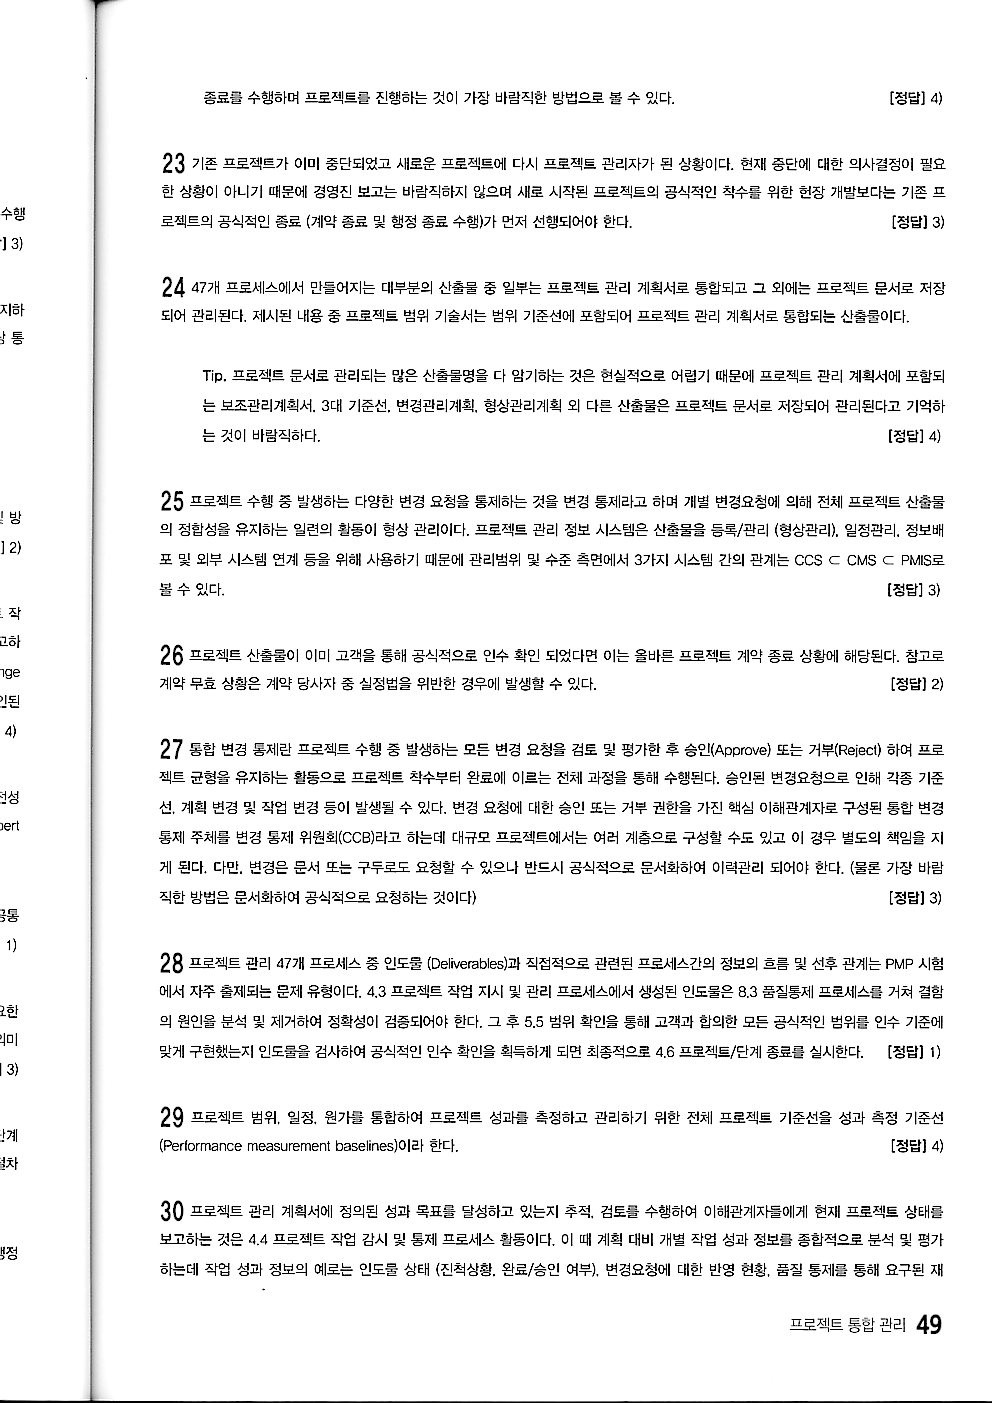 종료를 수행하며 프로젝트를 진행하는 것이 가장 바람직한 방법으로 볼 수 있다. [정답] 4)
23 기존 프로젝트가 이미 중단되었고 새로운 프로젝트에 다시 프로젝트 관리자가 된 상황이다. 현재 중단에 대한 의사결정이 필요
한 상황이 아니기 때문에 경영진 보고는 바람직하지 않으며 새로 시작된 프로젝트의 공식적인 착수를 위한 헌장 개발보다는 기존 프
로젝트의 공식적인 종료 (계약 종료 및 행정 종료 수행)가 먼저 선행되어야 한다. [정답] 3)
24 47개 프로세스에서 만들어지는 대부분의 산출물 중 일부는 프로젝트 관리 계획서로 통합되고 그 외에는 프로젝트 문서로 저장
되어 관리된다. 제시된 내용 중 프로젝트 범위 기술서는 범위 기준선에 포함되어 프로젝트 관리 계획서로 통합되는 산출물이다.
Tip. 프로젝트 문서로 관리되는 많은 산출물명을 다 암기하는 것은 현실적으로 어렵기 때문에 프로젝트 관리 계획서에 포함되
는 보조관리계획서, 3대 기준선, 변경관리계획, 형상관리계획 외 다른 산출물은 프로젝트 문서로 저장되어 관리된다고 기억하
는 것이 바람직하다. [정답] 4)
25 프로젝트 수행 중 발생하는 다양한 변경 요청을 통제하는 것을 변경 통제라고 하며 개별 변경요청에 의해 전체 프로젝트 산출물
의 정합성을 유지하는 일련의 활동이 형상 관리이다. 프로젝트 관리 정보 시스템은 산출물을 등록/관리 (형상관리), 일정관리, 정보배
포 및 외부 시스템 연계 등을 위해 사용하기 때문에 관리범위 및 수준 측면에서 3가지 시스템 간의 관계는 CCS ⊂ CMS ⊂ PMIS로
볼 수 있다. [정답] 3)
26 프로젝트 산출물이 이미 고객을 통해 공식적으로 인수 확인 되었다면 이는 올바른 프로젝트 계약 종료 상황에 해당된다. 참고로
계약 무효 상황은 계약 당사자 중 실정법을 위반한 경우에 발생할 수 있다. [정답] 2)
27 통합 변경 통제란 프로젝트 수행 중 발생하는 모든 변경 요청을 검토 및 평가한 후 승인(Approve) 또는 거부(Reject) 하여 프로
젝트 균형을 유지하는 활동으로 프로젝트 착수부터 완료에 이르는 전체 과정을 통해 수행된다. 승인된 변경요청으로 인해 각종 기준
선, 계획 변경 및 작업 변경 등이 발생될 수 있다. 변경 요청에 대한 승인 또는 거부 권한을 가진 핵심 이해관계자로 구성된 통합 변경
통제 주체를 변경 통제 위원회(CCB)라고 하는데 대규모 프로젝트에서는 여러 계층으로 구성할 수도 있고 이 경우 별도의 책임을 지
게 된다. 다만, 변경은 문서 또는 구두로도 요청할 수 있으나 반드시 공식적으로 문서화하여 이력관리 되어야 한다. (물론 가장 바람
직한 방법은 문서화하여 공식적으로 요청하는 것이다) [정답] 3)
28 프로젝트 관리 47개 프로세스 중 인도물 (Deliverables)과 직접적으로 관련된 프로세스간의 정보의 흐름 및 선후 관계는 PMP 시험
에서 자주 출제되는 문제 유형이다. 4.3 프로젝트 작업 지시 및 관리 프로세스에서 생성된 인도물은 8.3 품질통제 프로세스를 거쳐 결함
의 원인을 분석 및 제거하여 정확성이 검증되어야 한다. 그 후 5.5 범위 확인을 통해 고객과 합의한 모든 공식적인 범위를 인수 기준에
맞게 구현했는지 인도물을 검사하여 공식적인 인수 확인을 획득하게 되면 최종적으로 4.6 프로젝트/단계 종료를 실시한다. [정답] 1)
29 프로젝트 범위, 일정, 원가를 통합하여 프로젝트 성과를 측정하고 관리하기 위한 전체 프로젝트 기준선을 성과 측정 기준선
(Performance measurement baselines)이라 한다. [정답] 4)
30 프로젝트 관리 계획서에 정의된 성과 목표를 달성하고 있는지 추적, 검토를 수행하여 이해관계자들에게 현재 프로젝트 상태를
보고하는 것은 4.4 프로젝트 작업 감시 및 통제 프로세스 활동이다. 이 때 계획 대비 개별 작업 성과 정보를 종합적으로 분석 및 평가
하는데 작업 성과 정보의 예로는 인도물 상태 (진척상황, 완료/승인 여부), 변경요청에 대한 반영 현황, 품질 통제를 통해 요구된 재
프로젝트 통합 관리 49